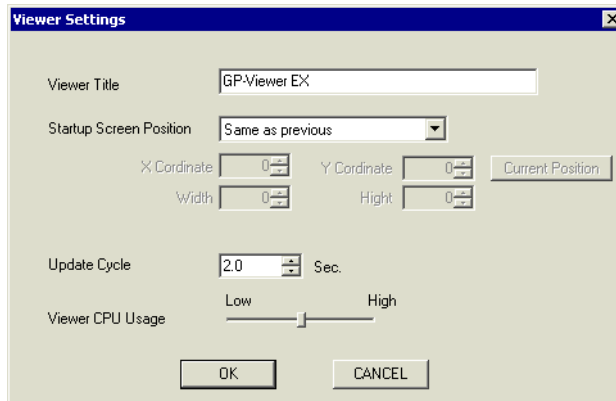 Viewer Settings
Viewer Title GP-Viewer EX
Startup Screen Position Same as previous
X Cordinate 0 Y Cordinate 0 Current Position
Width 0 Hight 0
Update Cycle 2.0 Sec.
Low High
Viewer CPU Usage
OK CANCEL